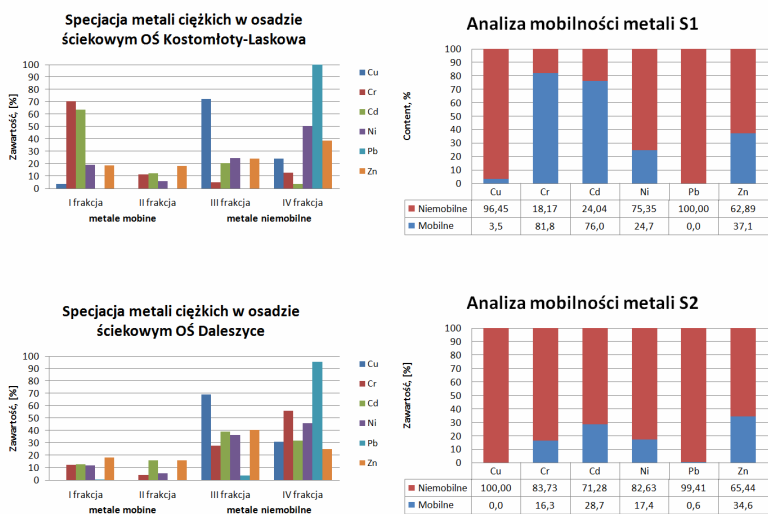 Specjacja metali ciężkich w osadzie
ściekowym OŚ Kostomłoty-Laskowa
Zawartość, [%]
100
90
80
70
60
50
40
30
20
10
0
I frakcja
II frakcja
III frakcja
IV frakcja
metale mobine
metale niemobilne
Cu
Cr
Cd
Ni
Pb
Zn
Analiza mobilności metali S1
Content, %
100
90
80
70
60
50
40
30
20
10
0
Cu Cr Cd Ni Pb Zn
Niemobilne 96,45 18,17 24,04 75,35 100,00 62,89
Mobilne 3,5 81,8 76,0 24,7 0,0 37,1
Specjacja metali ciężkich w osadzie
ściekowym OŚ Daleszyce
Zawartość, [%]
100
90
80
70
60
50
40
30
20
10
0
I frakcja
II frakcja
III frakcja
IV frakcja
metale mobine
metale niemobilne
Cu
Cr
Cd
Ni
Pb
Zn
Analiza mobilności metali S2
Zawartość, [%]
100
90
80
70
60
50
40
30
20
10
0
Cu Cr Cd Ni Pb Zn
Niemobilne 100,00 83,73 71,28 82,63 99,41 65,44
Mobilne 0,0 16,3 28,7 17,4 0,6 34,6